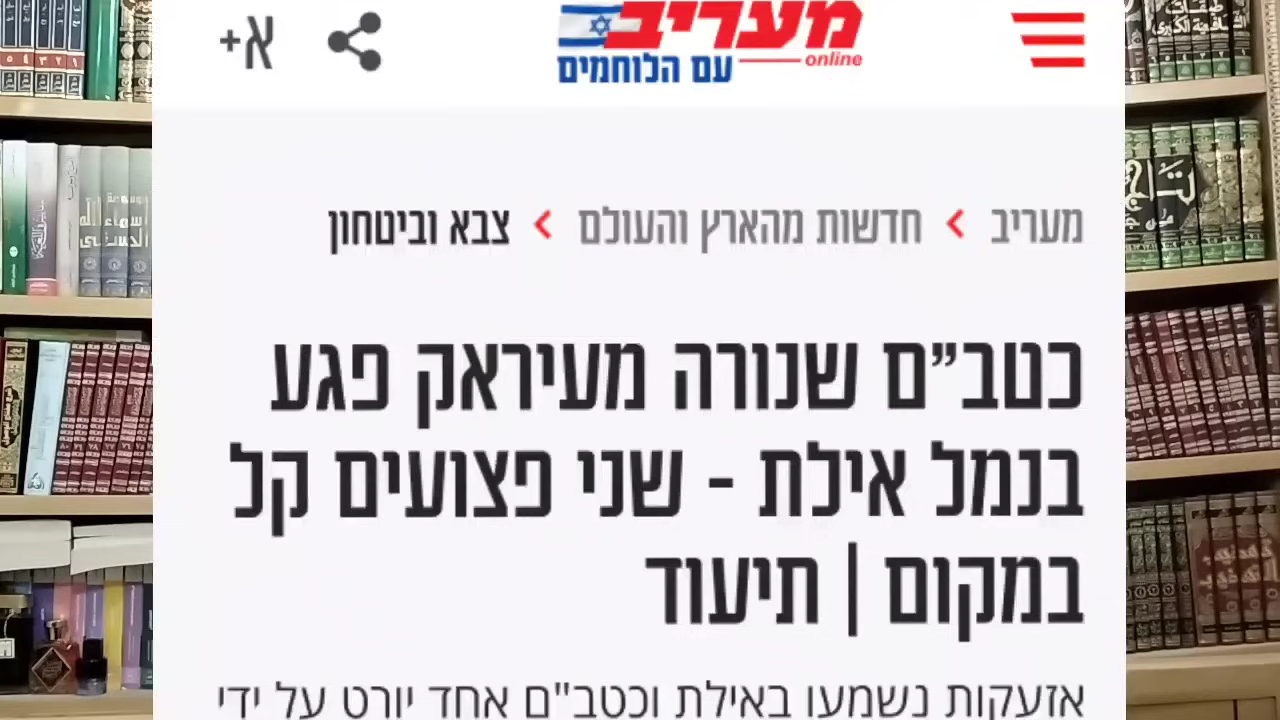 א+
מעריב
online
עם הלוחמים
מעריב › חדשות מהארץ והעולם › צבא וביטחון
כטב״ם שנורה מעיראק פגע
בנמל אילת - שני פצועים קל
במקום | תיעוד
אזעקות נשמעו באילת וכטב"ם אחד יורט על ידי